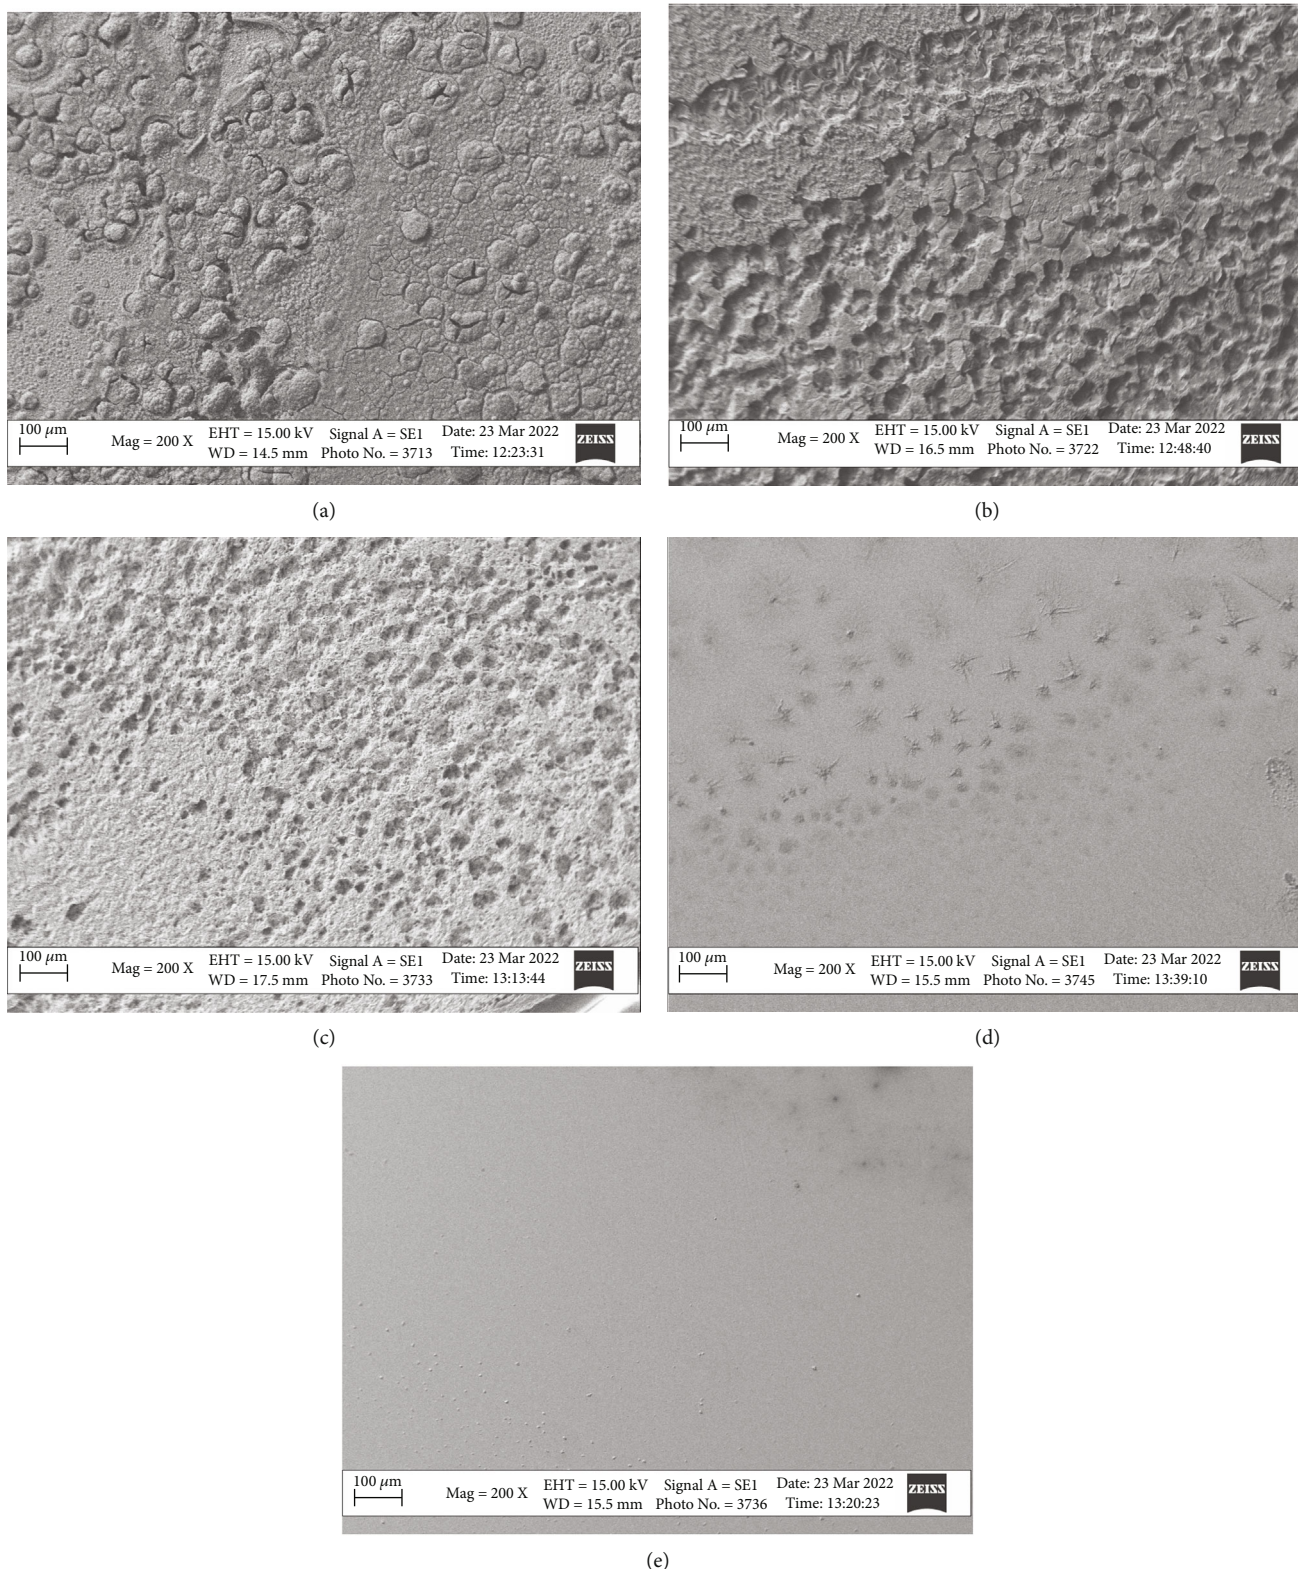 100 μm
Mag = 200 X
EHT = 15.00 kV Signal A = SE1 Date: 23 Mar 2022
WD = 14.5 mm Photo No. = 3713 Time: 12:23:31
ZEISS
(a)
100 μm
Mag = 200 X
EHT = 15.00 kV Signal A = SE1 Date: 23 Mar 2022
WD = 16.5 mm Photo No. = 3722 Time: 12:48:40
ZEISS
(b)
100 μm
Mag = 200 X
EHT = 15.00 kV Signal A = SE1 Date: 23 Mar 2022
WD = 17.5 mm Photo No. = 3733 Time: 13:13:44
ZEISS
(c)
100 μm
Mag = 200 X
EHT = 15.00 kV Signal A = SE1 Date: 23 Mar 2022
WD = 15.5 mm Photo No. = 3745 Time: 13:39:10
ZEISS
(d)
100 μm
Mag = 200 X
EHT = 15.00 kV Signal A = SE1 Date: 23 Mar 2022
WD = 15.5 mm Photo No. = 3736 Time: 13:20:23
ZEISS
(e)